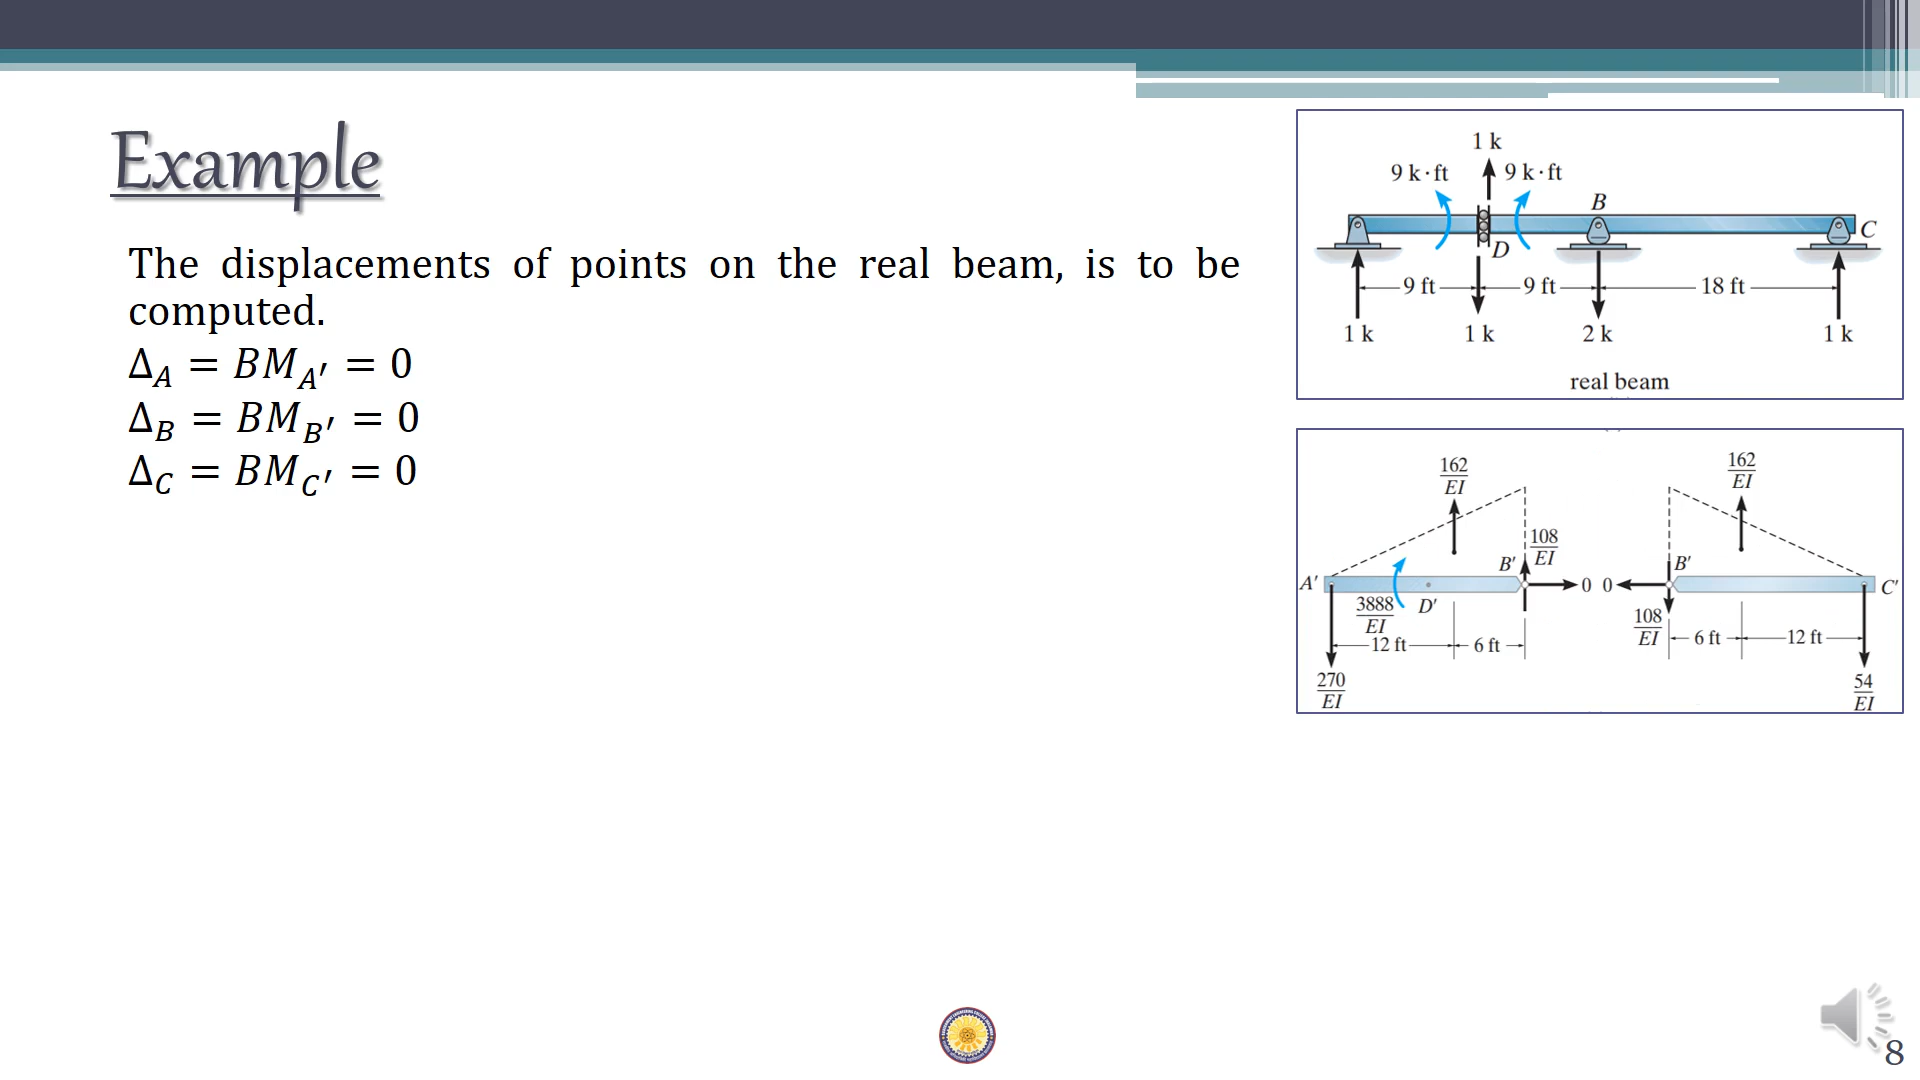 Example
The displacements of points on the real beam, is to be
computed.
Δ_A = BM_A′ = 0
Δ_B = BM_B′ = 0
Δ_C = BM_C′ = 0
1 k
9 k·ft 9 k·ft
B
C
D
9 ft 9 ft 18 ft
1 k 1 k 2 k 1 k
real beam
162/EI 162/EI
108/EI
A′ B′ 0 0 B′ C′
3888/EI D′
108/EI
12 ft 6 ft 6 ft 12 ft
270/EI 54/EI
8